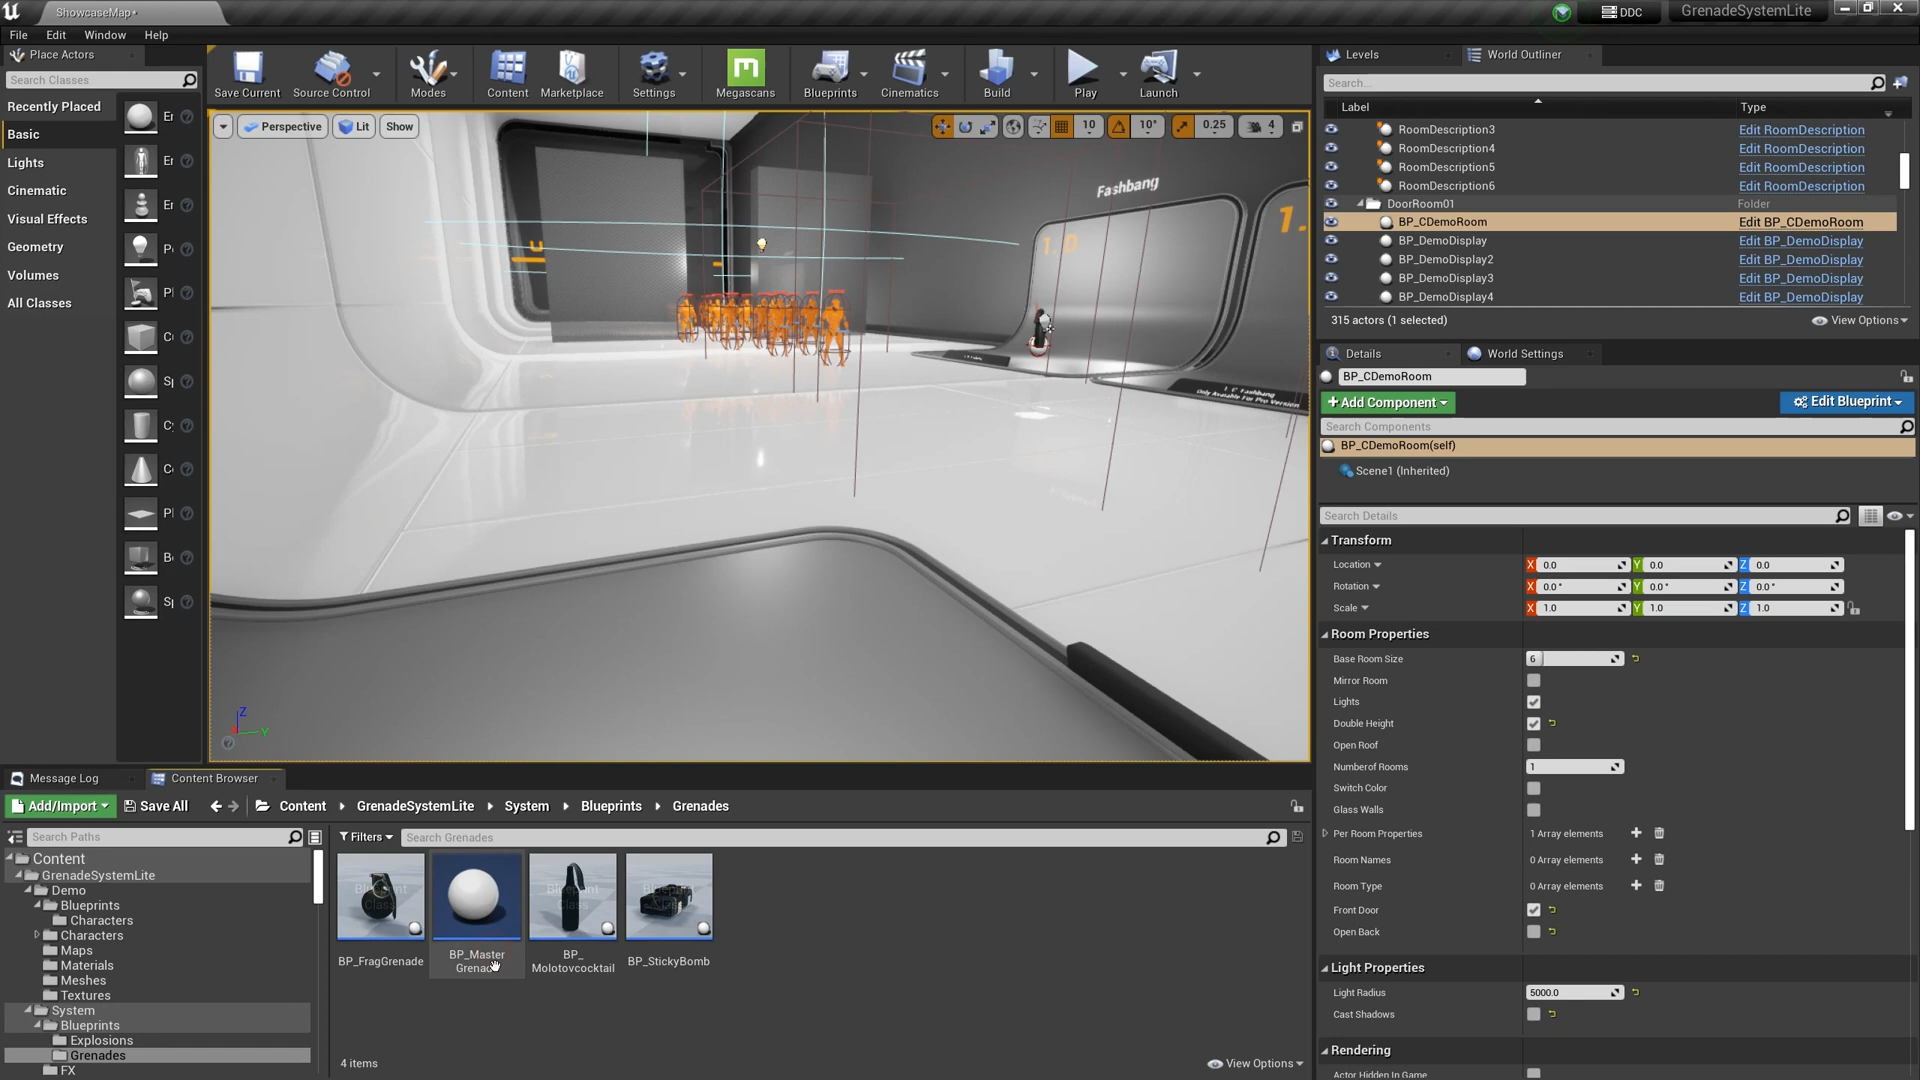 ShowcaseMap•
DDC
GrenadeSystemLite
File Edit Window Help
Place Actors
Search Classes
Recently Placed
Basic
Lights
Cinematic
Visual Effects
Geometry
Volumes
All Classes
Save Current
Source Control
Modes
Content
Marketplace
Settings
Megascans
Blueprints
Cinematics
Build
Play
Launch
Perspective
Lit
Show
10
10°
0.25
4
Fashbang
1. D
1.
1. C Fashbang
Only Available For Pro Version
Z
Y
Levels
World Outliner
Search...
Label Type
RoomDescription3 Edit RoomDescription
RoomDescription4 Edit RoomDescription
RoomDescription5 Edit RoomDescription
RoomDescription6 Edit RoomDescription
DoorRoom01 Folder
BP_CDemoRoom Edit BP_CDemoRoom
BP_DemoDisplay Edit BP_DemoDisplay
BP_DemoDisplay2 Edit BP_DemoDisplay
BP_DemoDisplay3 Edit BP_DemoDisplay
BP_DemoDisplay4 Edit BP_DemoDisplay
315 actors (1 selected)
View Options
Details
World Settings
BP_CDemoRoom
+Add Component
Edit Blueprint
Search Components
BP_CDemoRoom(self)
Scene1 (Inherited)
Search Details
Transform
Location X 0.0 Y 0.0 Z 0.0
Rotation X 0.0 ° Y 0.0 ° Z 0.0 °
Scale X 1.0 Y 1.0 Z 1.0
Room Properties
Base Room Size 6
Mirror Room
Lights
Double Height
Open Roof
Numberof Rooms 1
Switch Color
Glass Walls
Per Room Properties 1 Array elements
Room Names 0 Array elements
Room Type 0 Array elements
Front Door
Open Back
Light Properties
Light Radius 5000.0
Cast Shadows
Rendering
Actor Hidden In Game
Message Log
Content Browser
Add/Import
Save All
Content
GrenadeSystemLite
System
Blueprints
Grenades
Search Paths
Filters
Search Grenades
Content
GrenadeSystemLite
Demo
Blueprints
Characters
Characters
Maps
Materials
Meshes
Textures
System
Blueprints
Explosions
Grenades
FX
BP_FragGrenade
BP_Master
BP_
Molotovcocktail
BP_StickyBomb
4 items
View Options